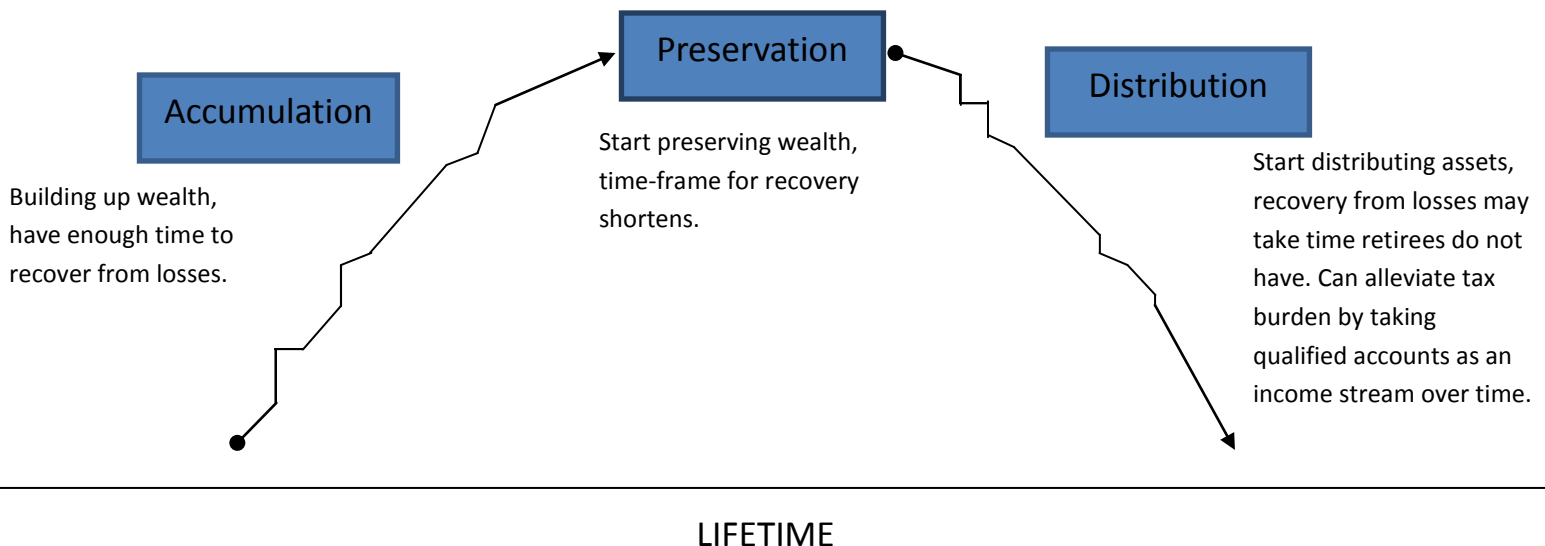 Accumulation
Building up wealth,
have enough time to
recover from losses.
Preservation
Start preserving wealth,
time-frame for recovery
shortens.
Distribution
Start distributing assets,
recovery from losses may
take time retirees do not
have. Can alleviate tax
burden by taking
qualified accounts as an
income stream over time.
LIFETIME